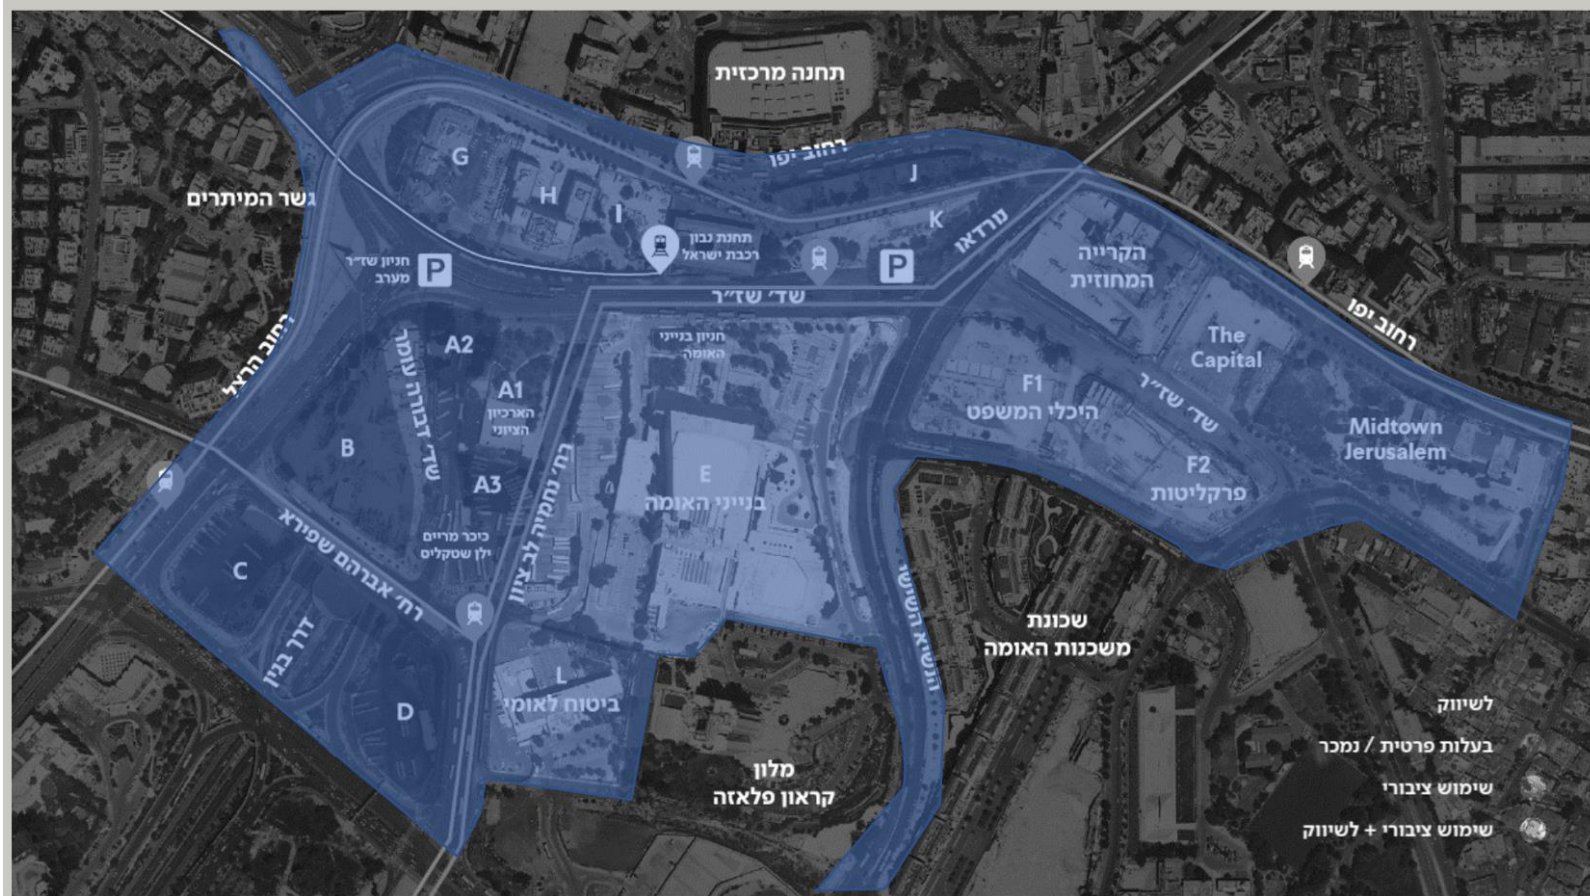 תחנה מרכזית
רחוב יפו
גשר המיתרים
G
H
I
J
K
מרדאו
תחנת נבון
רכבת ישראל
חניון שז״ר
מערב
P
P
שד׳ שז״ר
הקרייה
המחוזית
רחוב יפו
The
Capital
רחוב הרצל
A2
שד׳ דבורה עומר
A1
הארכיון
הציוני
חניון בנייני
האומה
F1
היכלי המשפט
שד׳ שז״ר
Midtown
Jerusalem
B
A3
E
בנייני האומה
F2
פרקליטות
רח׳ נחמיה לב ציון
כיכר מרים
ילן שטקליס
רח׳ אברהם שפירא
C
דרך בגין
D
L
ביטוח לאומי
הנשיא השישי
שכונת
משכנות האומה
מלון
קראון פלאזה
לשיווק
בעלות פרטית / נמכר
שימוש ציבורי
שימוש ציבורי + לשיווק